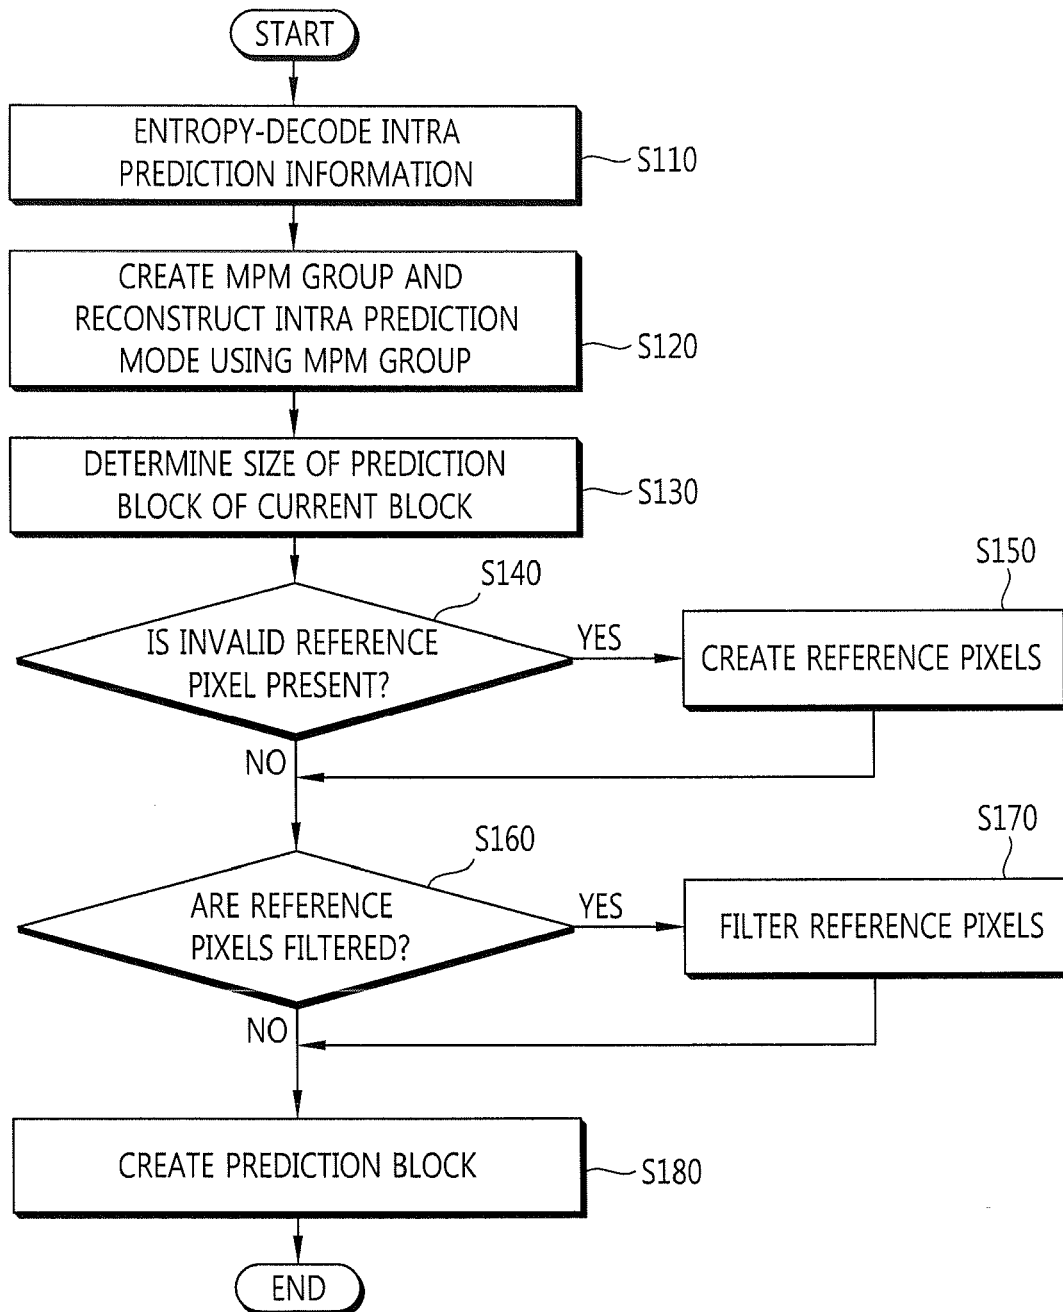 START
ENTROPY-DECODE INTRA
PREDICTION INFORMATION
S110
CREATE MPM GROUP AND
RECONSTRUCT INTRA PREDICTION
MODE USING MPM GROUP
S120
DETERMINE SIZE OF PREDICTION
BLOCK OF CURRENT BLOCK
S130
S140
IS INVALID REFERENCE
PIXEL PRESENT?
YES
S150
CREATE REFERENCE PIXELS
NO
S160
ARE REFERENCE
PIXELS FILTERED?
YES
S170
FILTER REFERENCE PIXELS
NO
CREATE PREDICTION BLOCK
S180
END